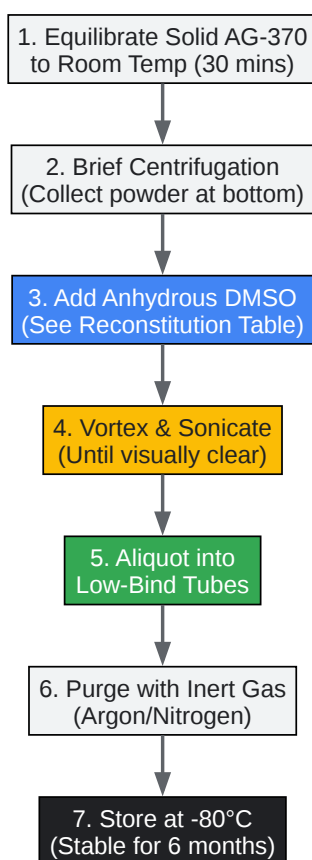 1. Equilibrate Solid AG-370
to Room Temp (30 mins)
2. Brief Centrifugation
(Collect powder at bottom)
3. Add Anhydrous DMSO
(See Reconstitution Table)
4. Vortex & Sonicate
(Until visually clear)
5. Aliquot into
Low-Bind Tubes
6. Purge with Inert Gas
(Argon/Nitrogen)
7. Store at -80°C
(Stable for 6 months)